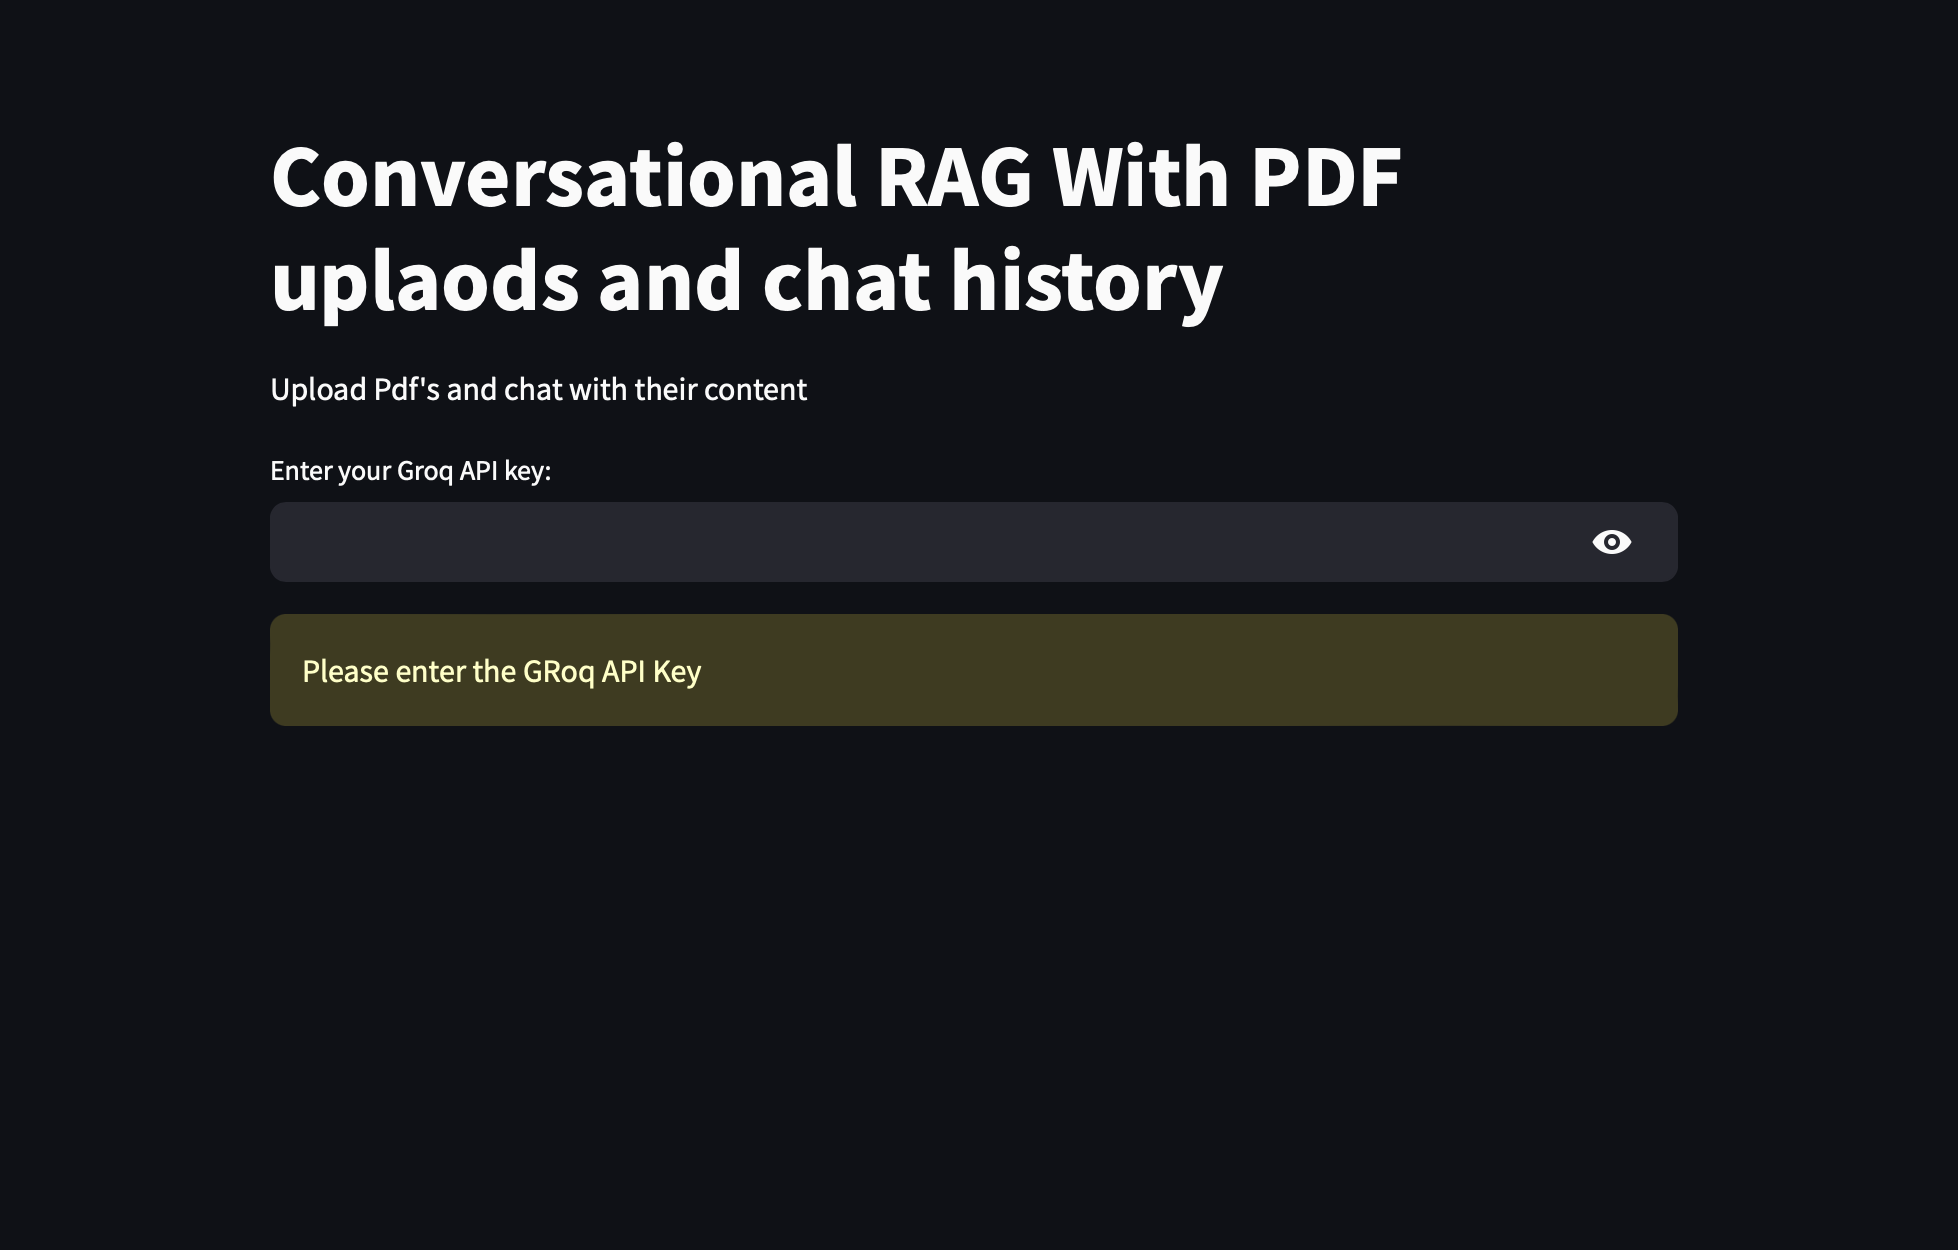 Conversational RAG With PDF
uplaods and chat history
Upload Pdf's and chat with their content
Enter your Groq API key:
Please enter the GRoq API Key